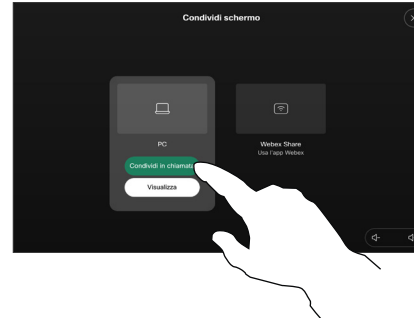 Condividi schermo
PC
Condividi in chiamata
Visualizza
Webex Share
Usa l'app Webex